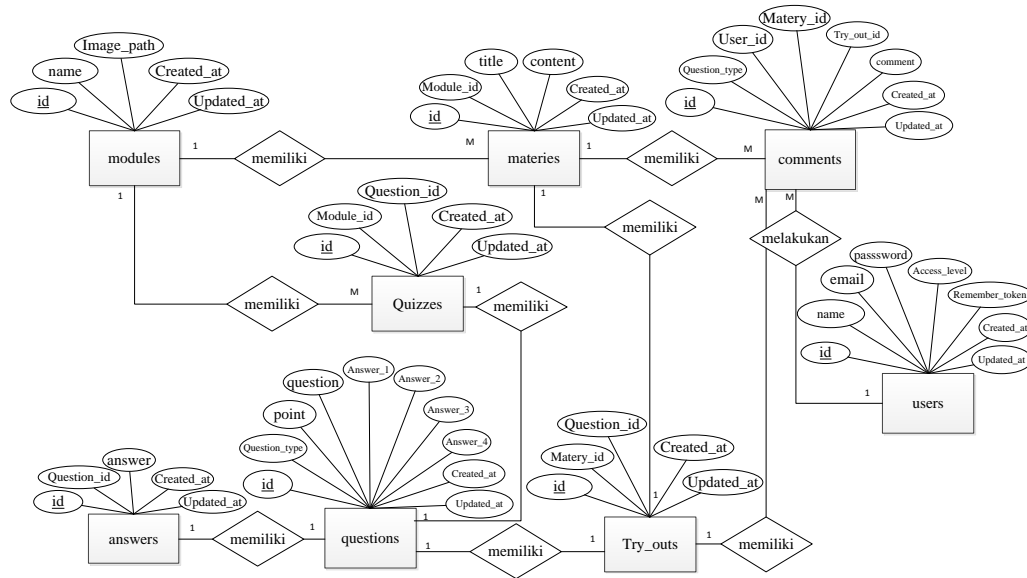 Image_path
name
Created_at
id
Updated_at
modules
1
memiliki
M
title
content
Module_id
Created_at
id
Updated_at
materies
1
memiliki
M
Matery_id
User_id
Try_out_id
Question_type
comment
id
Created_at
Updated_at
comments
1
1
M
M
Question_id
Module_id
Created_at
id
Updated_at
Quizzes
memiliki
M
1
memiliki
memiliki
melakukan
passsword
email
Access_level
name
Remember_token
id
Created_at
Updated_at
users
1
question
Answer_1
Answer_2
point
Answer_3
Question_type
Answer_4
id
Created_at
Updated_at
questions
1
answer
Question_id
Created_at
id
Updated_at
answers
1
memiliki
1
1
memiliki
1
Question_id
Matery_id
Created_at
id
Updated_at
1
Try_outs
1
memiliki